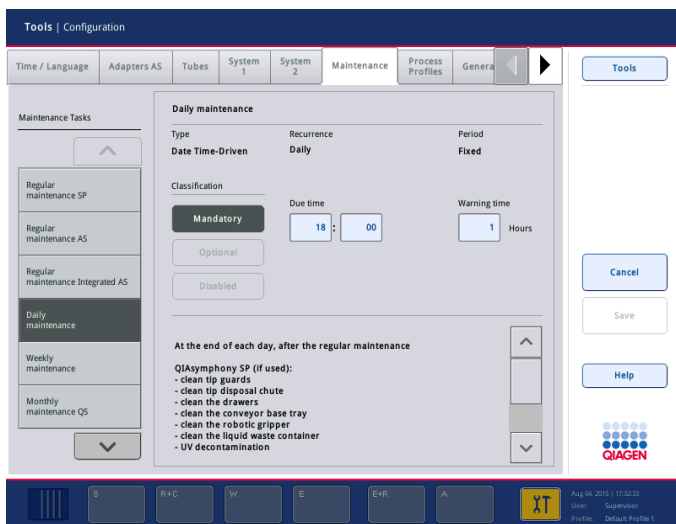 Tools | Configuration
Time / Language
Adapters AS
Tubes
System
1
System
2
Maintenance
Process
Profiles
Genera
Tools
Maintenance Tasks
Regular
maintenance SP
Regular
maintenance AS
Regular
maintenance Integrated AS
Daily
maintenance
Weekly
maintenance
Monthly
maintenance QS
Daily maintenance
Type
Recurrence
Period
Date Time-Driven
Daily
Fixed
Classification
Mandatory
Optional
Disabled
Due time
18 : 00
Warning time
1 Hours
At the end of each day, after the regular maintenance
QIAsymphony SP (if used):
- clean tip guards
- clean tip disposal chute
- clean the drawers
- clean the conveyor base tray
- clean the robotic gripper
- clean the liquid waste container
- UV decontamination
Cancel
Save
Help
QIAGEN
S
R+C
W
E
E+R
A
Aug 04, 2015 | 17:32:33
User: Supervisor
Profile: Default Profile 1